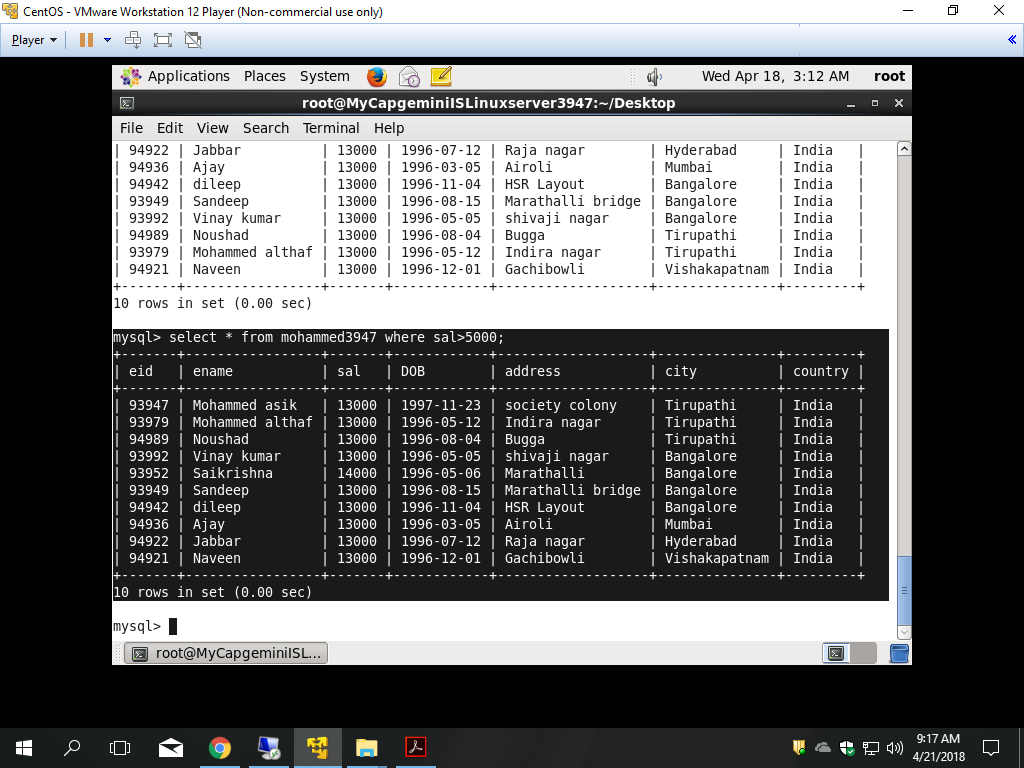 CentOS - VMware Workstation 12 Player (Non-commercial use only)
Player
Applications Places System Wed Apr 18, 3:12 AM root
root@MyCapgeminiISLinuxserver3947:~/Desktop
File Edit View Search Terminal Help
| 94922 | Jabbar | 13000 | 1996-07-12 | Raja nagar | Hyderabad | India |
| 94936 | Ajay | 13000 | 1996-03-05 | Airoli | Mumbai | India |
| 94942 | dileep | 13000 | 1996-11-04 | HSR Layout | Bangalore | India |
| 93949 | Sandeep | 13000 | 1996-08-15 | Marathalli bridge | Bangalore | India |
| 93992 | Vinay kumar | 13000 | 1996-05-05 | shivaji nagar | Bangalore | India |
| 94989 | Noushad | 13000 | 1996-08-04 | Bugga | Tirupathi | India |
| 93979 | Mohammed althaf | 13000 | 1996-05-12 | Indira nagar | Tirupathi | India |
| 94921 | Naveen | 13000 | 1996-12-01 | Gachibowli | Vishakapatnam | India |
+-------+-----------------+-------+------------+-------------------+---------------+---------+
10 rows in set (0.00 sec)
mysql> select * from mohammed3947 where sal>5000;
+-------+-----------------+-------+------------+-------------------+---------------+---------+
| eid | ename | sal | DOB | address | city | country |
+-------+-----------------+-------+------------+-------------------+---------------+---------+
| 93947 | Mohammed asik | 13000 | 1997-11-23 | society colony | Tirupathi | India |
| 93979 | Mohammed althaf | 13000 | 1996-05-12 | Indira nagar | Tirupathi | India |
| 94989 | Noushad | 13000 | 1996-08-04 | Bugga | Tirupathi | India |
| 93992 | Vinay kumar | 13000 | 1996-05-05 | shivaji nagar | Bangalore | India |
| 93952 | Saikrishna | 14000 | 1996-05-06 | Marathalli | Bangalore | India |
| 93949 | Sandeep | 13000 | 1996-08-15 | Marathalli bridge | Bangalore | India |
| 94942 | dileep | 13000 | 1996-11-04 | HSR Layout | Bangalore | India |
| 94936 | Ajay | 13000 | 1996-03-05 | Airoli | Mumbai | India |
| 94922 | Jabbar | 13000 | 1996-07-12 | Raja nagar | Hyderabad | India |
| 94921 | Naveen | 13000 | 1996-12-01 | Gachibowli | Vishakapatnam | India |
+-------+-----------------+-------+------------+-------------------+---------------+---------+
10 rows in set (0.00 sec)
mysql>
root@MyCapgeminiISL...
9:17 AM
4/21/2018